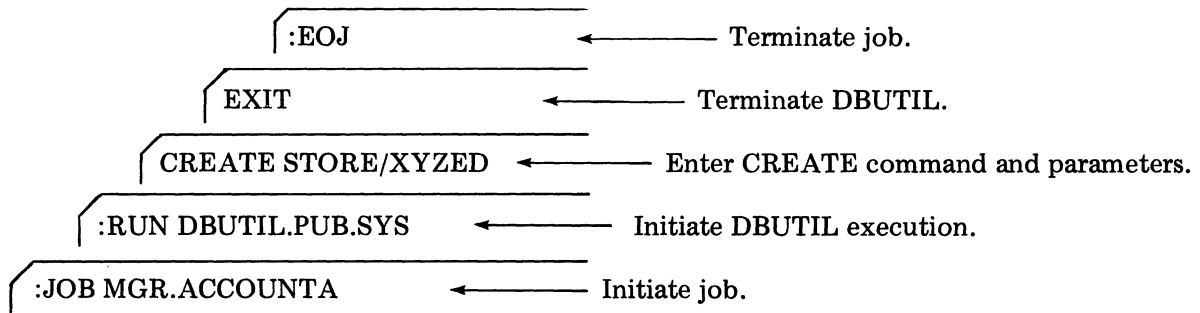 :EOJ Terminate job.
EXIT Terminate DBUTIL.
CREATE STORE/XYZED Enter CREATE command and parameters.
:RUN DBUTIL.PUB.SYS Initiate DBUTIL execution.
:JOB MGR.ACCOUNTA Initiate job.